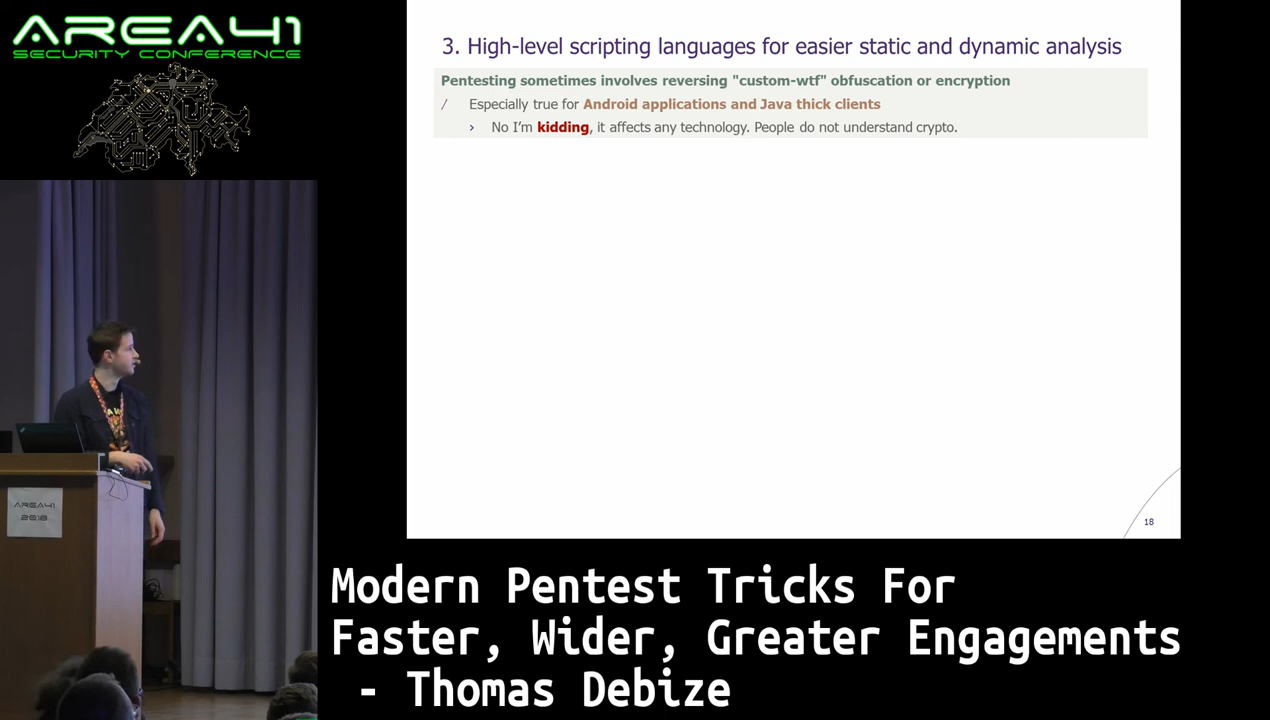 AREA41
SECURITY CONFERENCE
3. High-level scripting languages for easier static and dynamic analysis
Pentesting sometimes involves reversing "custom-wtf" obfuscation or encryption
/ Especially true for Android applications and Java thick clients
› No I'm kidding, it affects any technology. People do not understand crypto.
18
AREA41
2018
Modern Pentest Tricks For
Faster, Wider, Greater Engagements
- Thomas Debize